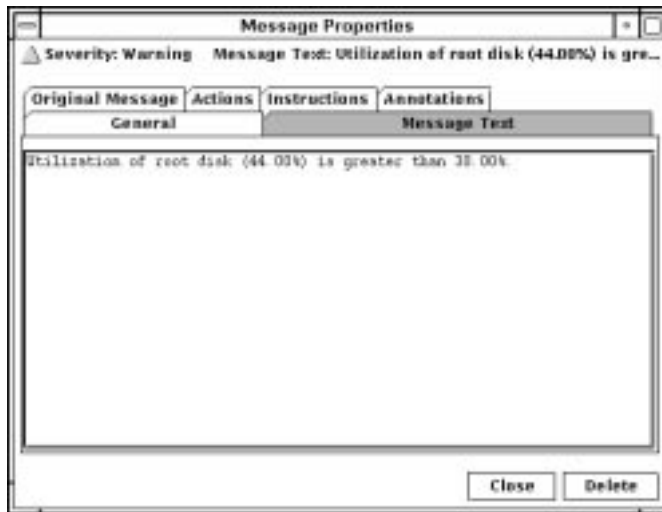 Message Properties
Severity: Warning Message Text: Utilization of root disk (44.00%) is gre...
Original Message Actions Instructions Annotations
General Message Text
Utilization of root disk (44.00%) is greater than 30.00%
Close Delete